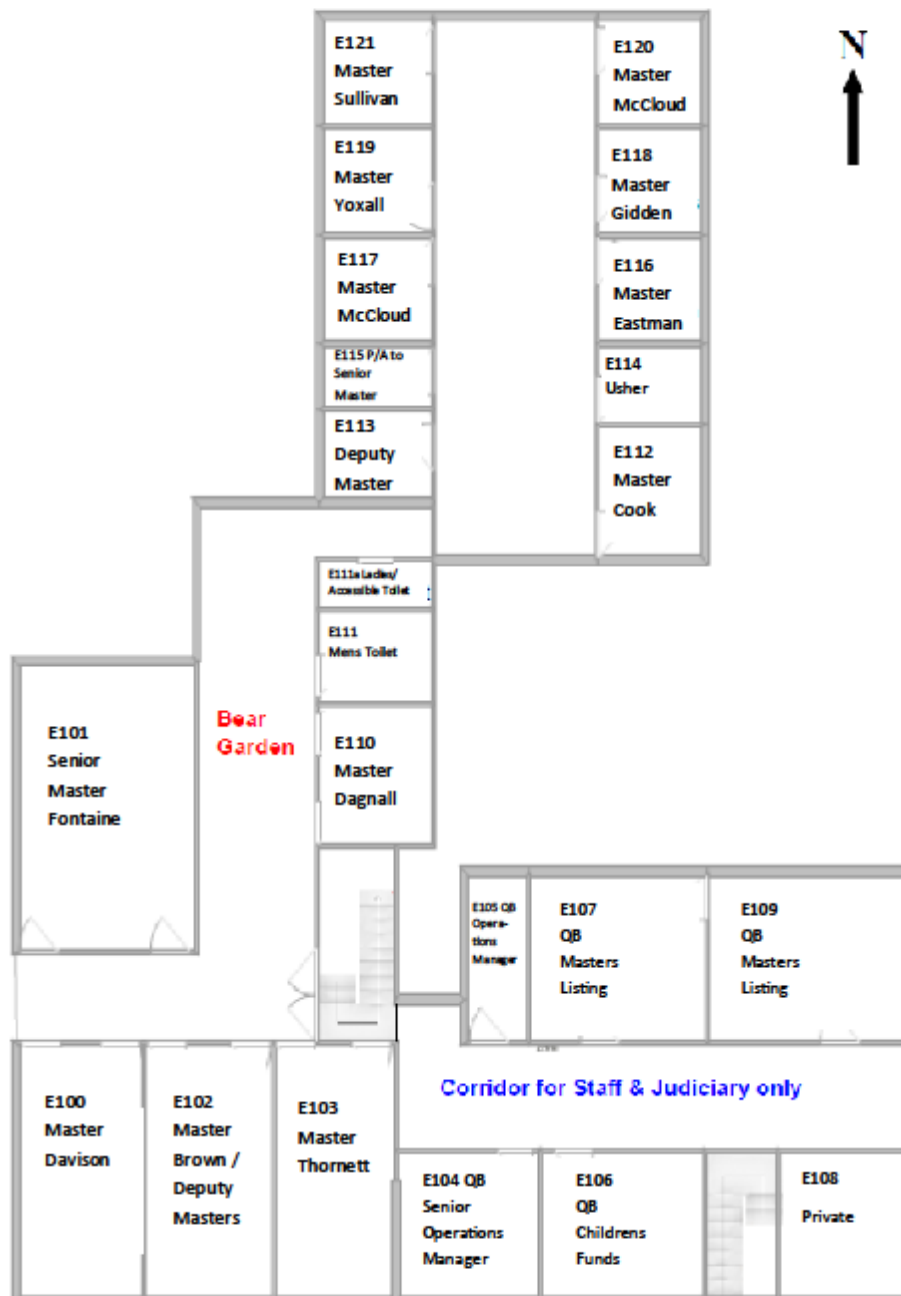 N
E121
Master
Sullivan
E120
Master
McCloud
E119
Master
Yoxall
E118
Master
Gidden
E117
Master
McCloud
E116
Master
Eastman
E115 P/A to
Senior
Master
E114
Usher
E113
Deputy
Master
E112
Master
Cook
E111a Ladies/
Accessible Toilet
E111
Mens Toilet
Bear
Garden
E101
Senior
Master
Fontaine
E110
Master
Dagnall
E105 QB
Opera-
tions
Manager
E107
QB
Masters
Listing
E109
QB
Masters
Listing
Corridor for Staff & Judiciary only
E100
Master
Davison
E102
Master
Brown /
Deputy
Masters
E103
Master
Thornett
E104 QB
Senior
Operations
Manager
E106
QB
Childrens
Funds
E108
Private